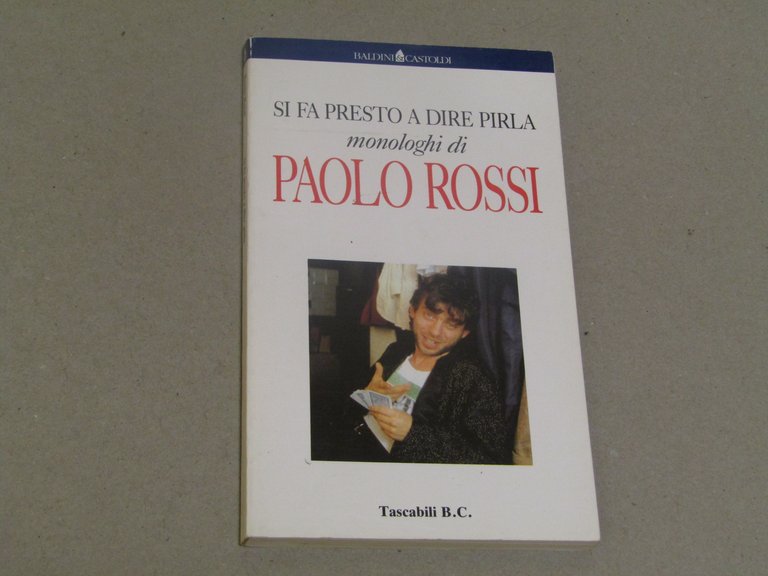 BALDINI&CASTOLDI
SI FA PRESTO A DIRE PIRLA
monologhi di
PAOLO ROSSI
Tascabili B.C.